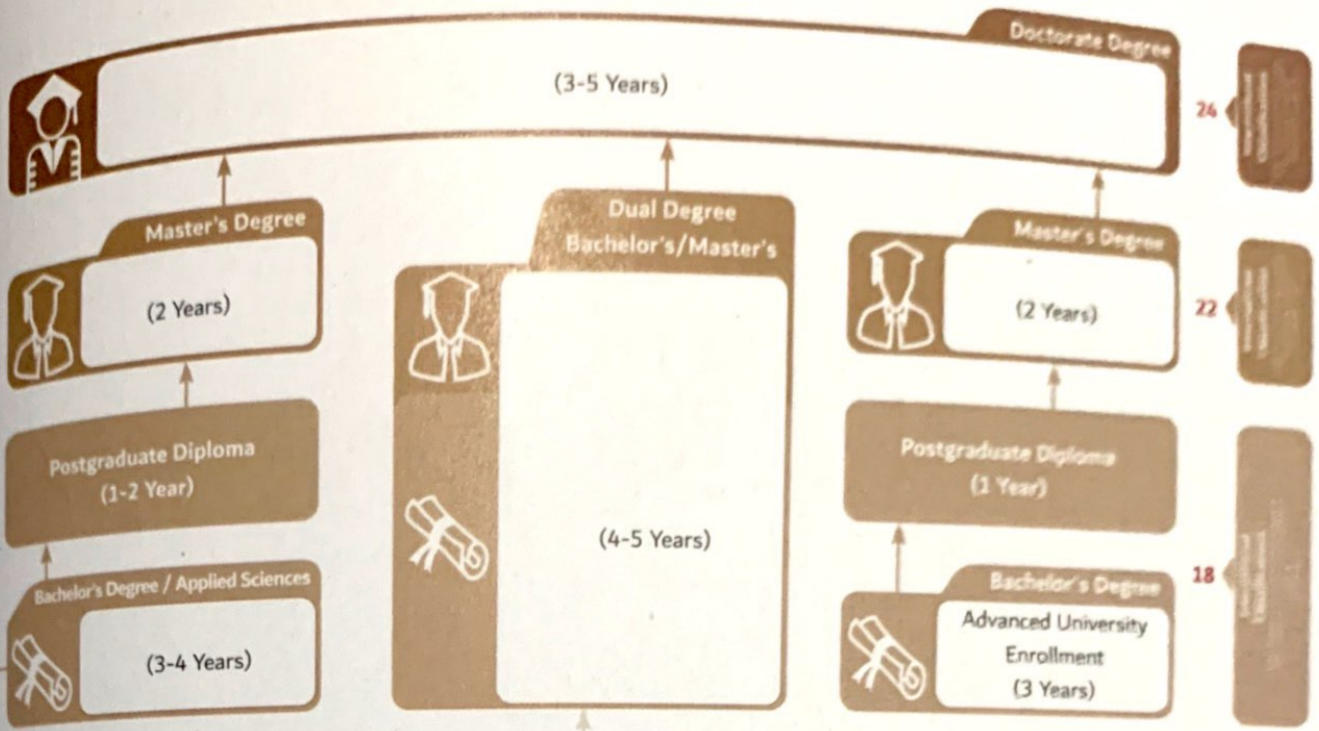 Doctorate Degree
(3-5 Years)
24
Master's Degree
(2 Years)
Dual Degree
Bachelor's/Master's
(4-5 Years)
Master's Degree
(2 Years)
22
Postgraduate Diploma
(1-2 Year)
Postgraduate Diploma
(1 Year)
Bachelor's Degree / Applied Sciences
(3-4 Years)
Bachelor's Degree
Advanced University
Enrollment
(3 Years)
18